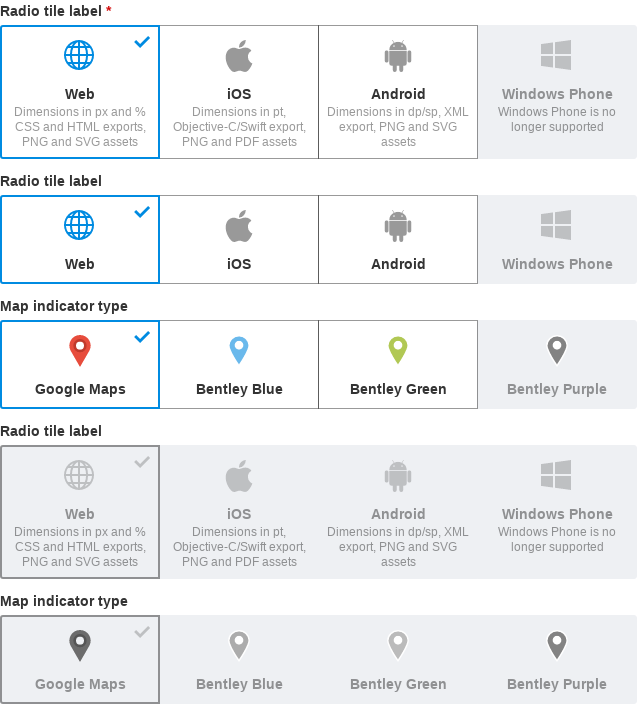 Radio tile label *
Web
Dimensions in px and %
CSS and HTML exports,
PNG and SVG assets
iOS
Dimensions in pt,
Objective-C/Swift export,
PNG and PDF assets
Android
Dimensions in dp/sp, XML
export, PNG and SVG
assets
Windows Phone
Windows Phone is no
longer supported
Radio tile label
Web
iOS
Android
Windows Phone
Map indicator type
Google Maps
Bentley Blue
Bentley Green
Bentley Purple
Radio tile label
Web
Dimensions in px and %
CSS and HTML exports,
PNG and SVG assets
iOS
Dimensions in pt,
Objective-C/Swift export,
PNG and PDF assets
Android
Dimensions in dp/sp, XML
export, PNG and SVG
assets
Windows Phone
Windows Phone is no
longer supported
Map indicator type
Google Maps
Bentley Blue
Bentley Green
Bentley Purple